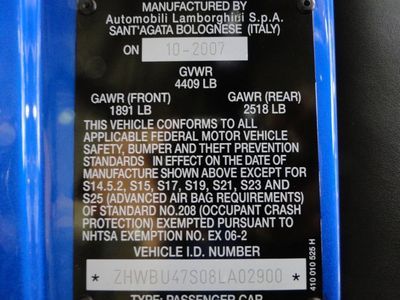 MANUFACTURED BY
Automobili Lamborghini S.p.A.
SANT'AGATA BOLOGNESE (ITALY)
ON 10-2007
GVWR
4409 LB
GAWR (FRONT) GAWR (REAR)
1891 LB 2518 LB
THIS VEHICLE CONFORMS TO ALL
APPLICABLE FEDERAL MOTOR VEHICLE
SAFETY, BUMPER AND THEFT PREVENTION
STANDARDS IN EFFECT ON THE DATE OF
MANUFACTURE SHOWN ABOVE EXCEPT FOR
S14.5.2, S15, S17, S19, S21, S23 AND
S25 (ADVANCED AIR BAG REQUIREMENTS)
OF STANDARD NO.208 (OCCUPANT CRASH
PROTECTION) EXEMPTED PURSUANT TO
NHTSA EXEMPTION NO. EX 06-2
VEHICLE I.D. NUMBER
* ZHWBU47S08LA02900 *
TYPE: PASSENGER CAR
410 010 525 H